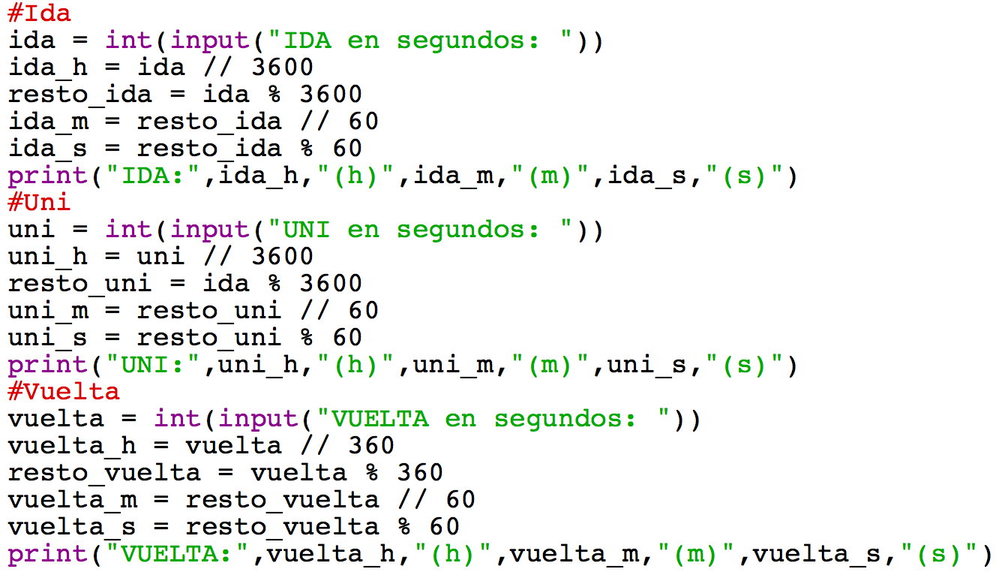 #Ida
ida = int(input("IDA en segundos: "))
ida_h = ida // 3600
resto_ida = ida % 3600
ida_m = resto_ida // 60
ida_s = resto_ida % 60
print("IDA:",ida_h,"(h)",ida_m,"(m)",ida_s,"(s)")
#Uni
uni = int(input("UNI en segundos: "))
uni_h = uni // 3600
resto_uni = ida % 3600
uni_m = resto_uni // 60
uni_s = resto_uni % 60
print("UNI:",uni_h,"(h)",uni_m,"(m)",uni_s,"(s)")
#Vuelta
vuelta = int(input("VUELTA en segundos: "))
vuelta_h = vuelta // 360
resto_vuelta = vuelta % 360
vuelta_m = resto_vuelta // 60
vuelta_s = resto_vuelta % 60
print("VUELTA:",vuelta_h,"(h)",vuelta_m,"(m)",vuelta_s,"(s)")